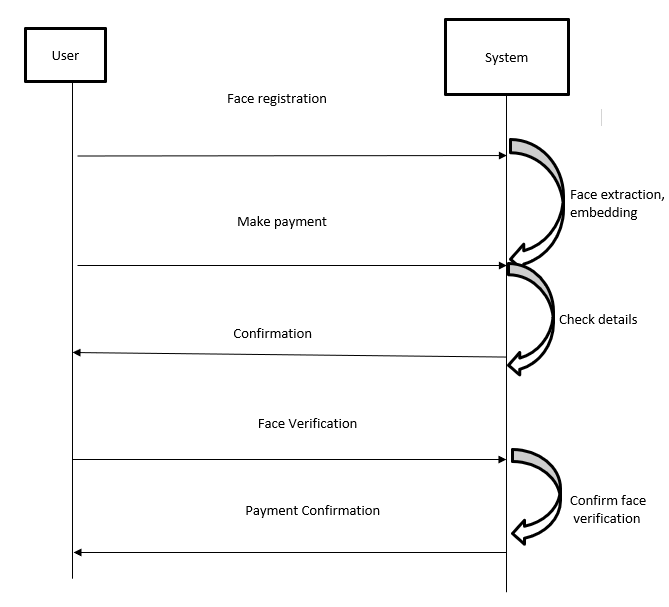 User
System
Face registration
Face extraction,
embedding
Make payment
Check details
Confirmation
Face Verification
Confirm face
verification
Payment Confirmation